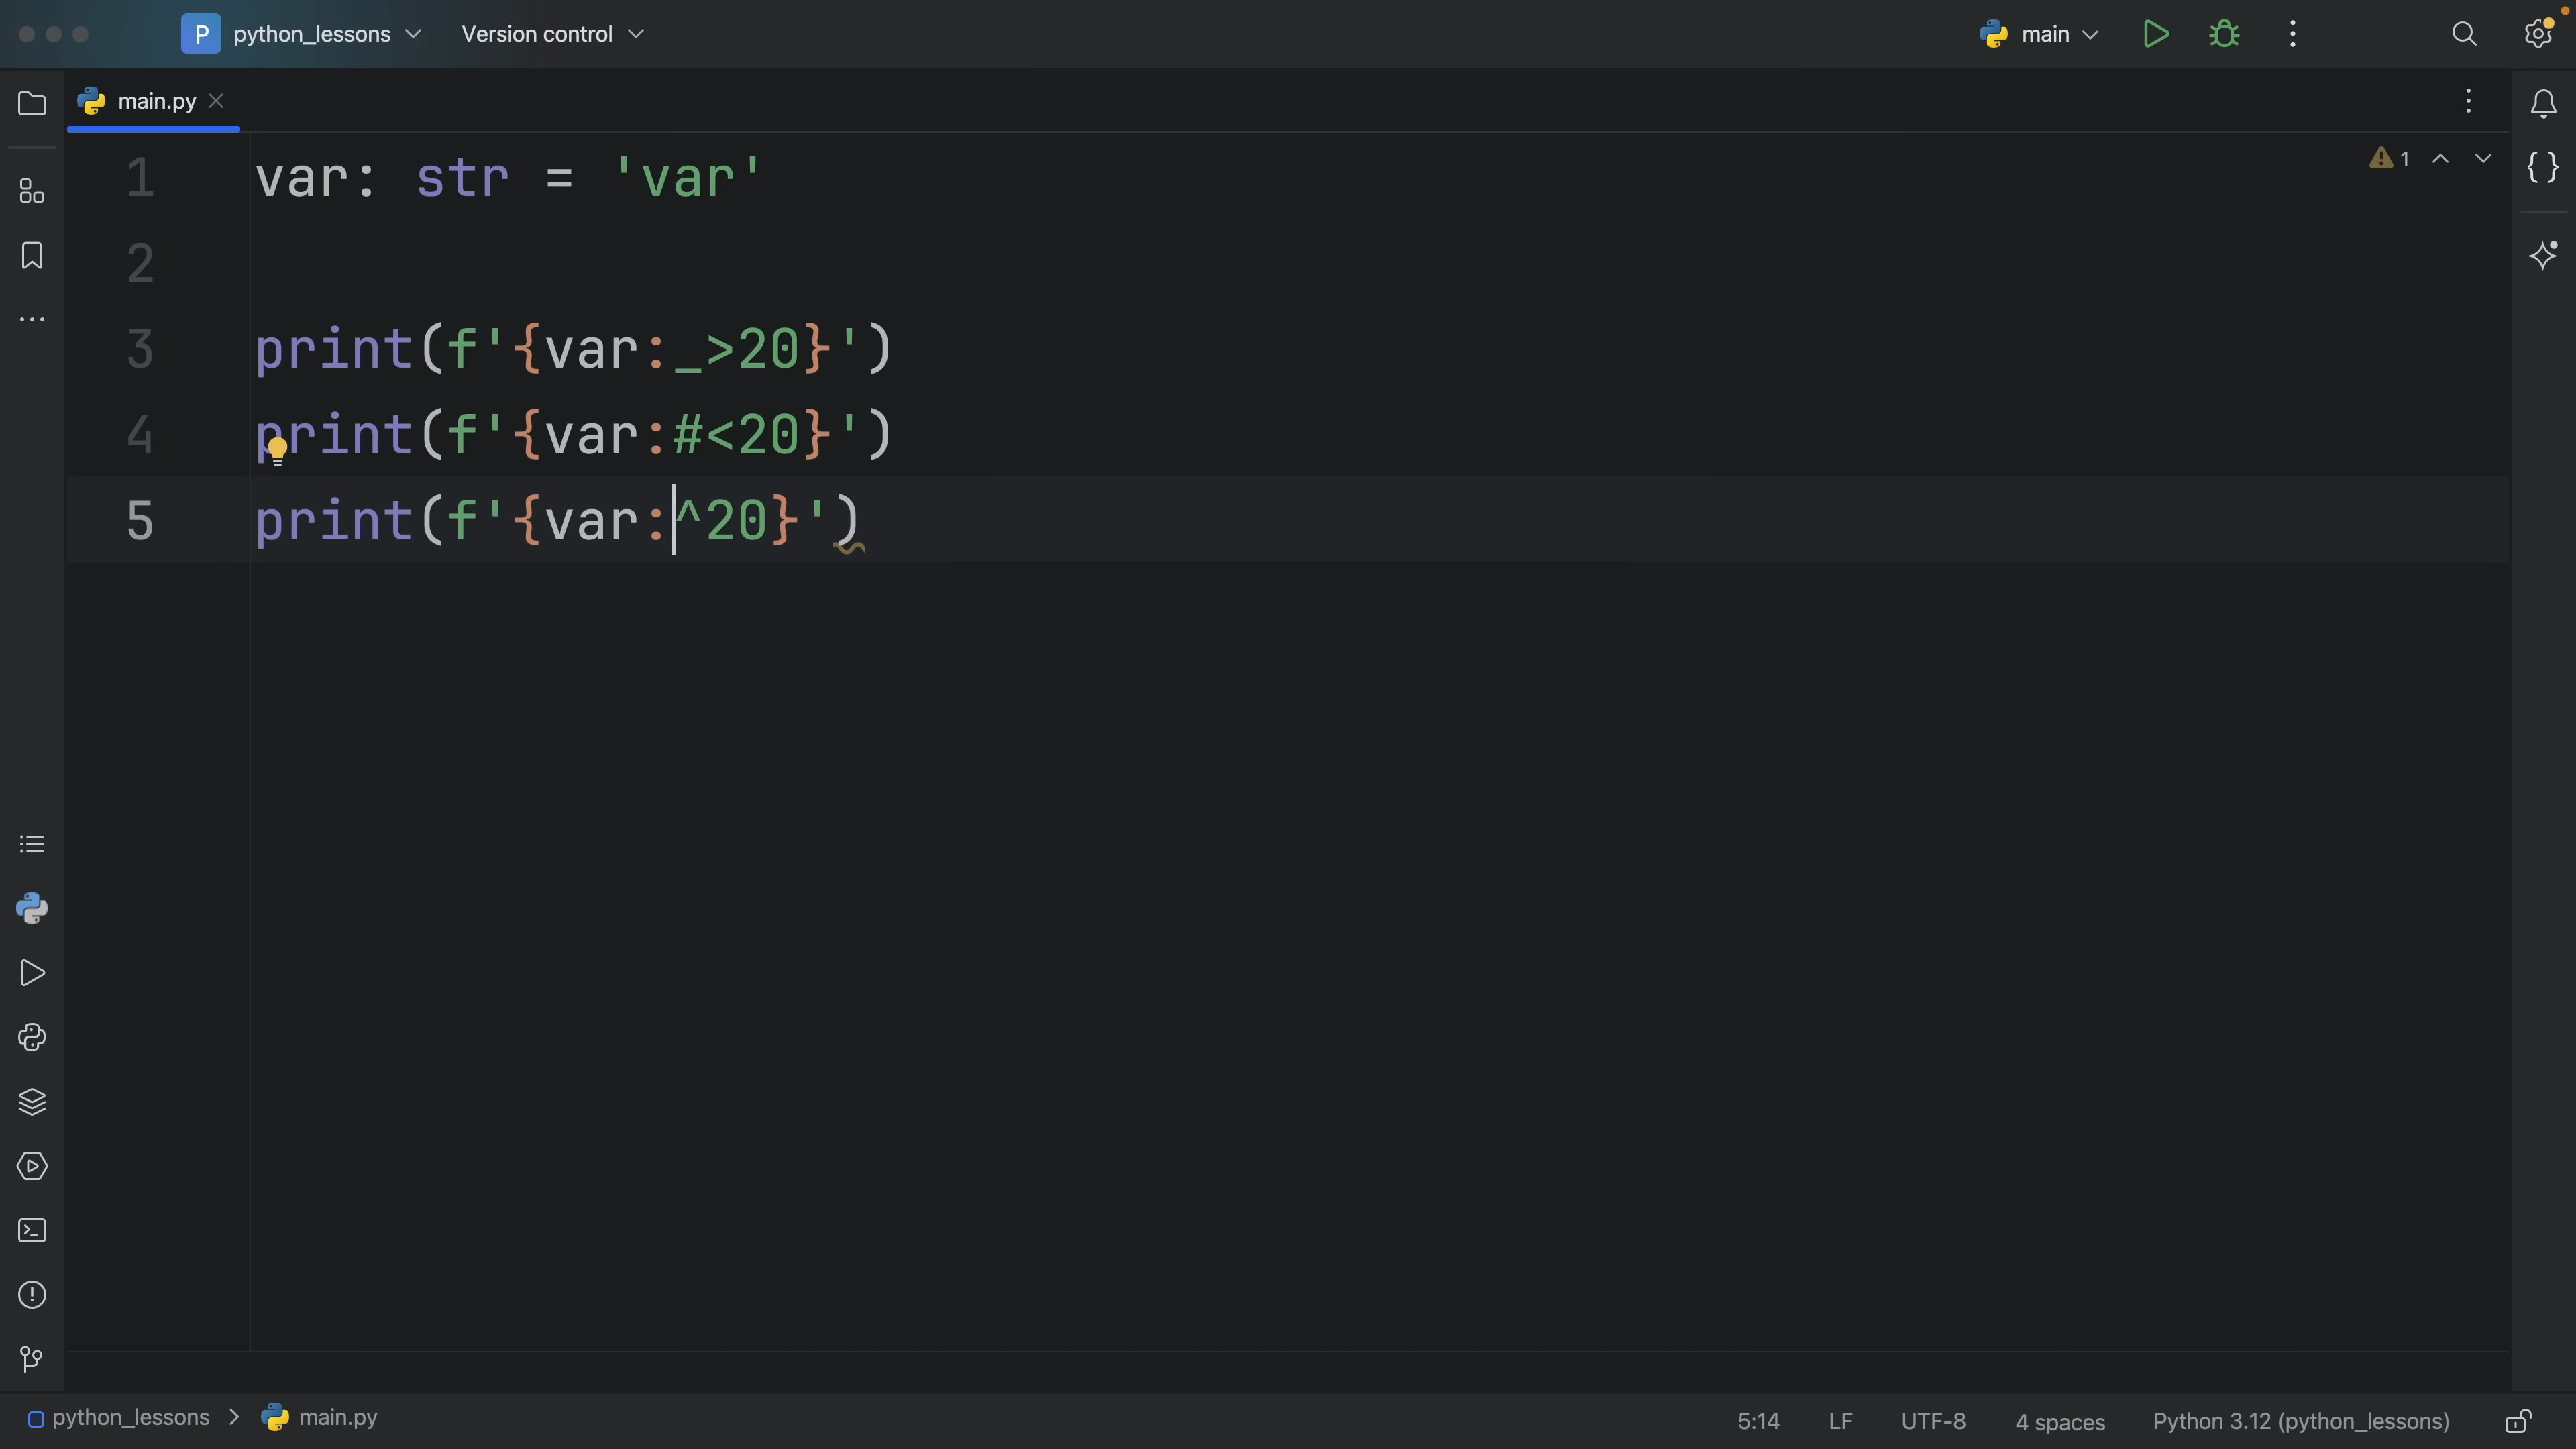 P python_lessons Version control main
main.py
1 var: str = 'var' 1
2
3 print(f'{var:_>20}')
4 print(f'{var:#<20}')
5 print(f'{var:^20}')
python_lessons > main.py 5:14 LF UTF-8 4 spaces Python 3.12 (python_lessons)